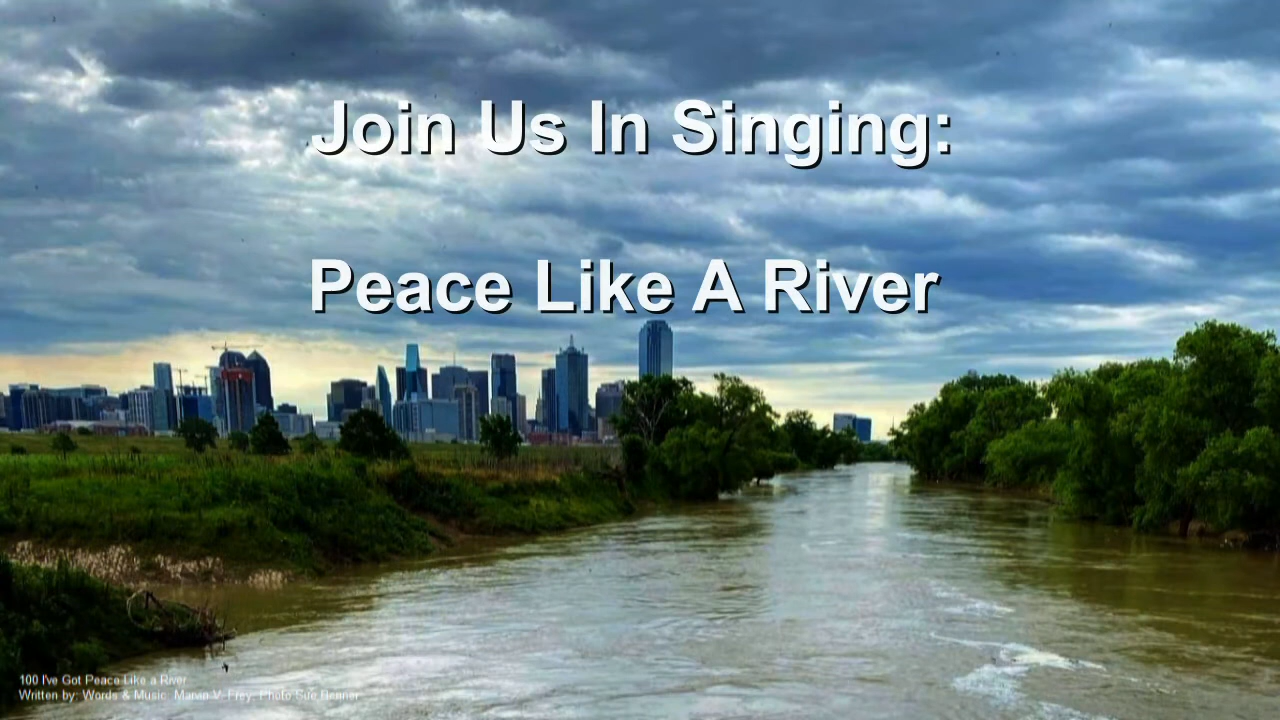 Join Us In Singing:
Peace Like A River
100 I've Got Peace Like a River
Written by: Words & Music: Marvin V. Frey; Photo Sue Benner